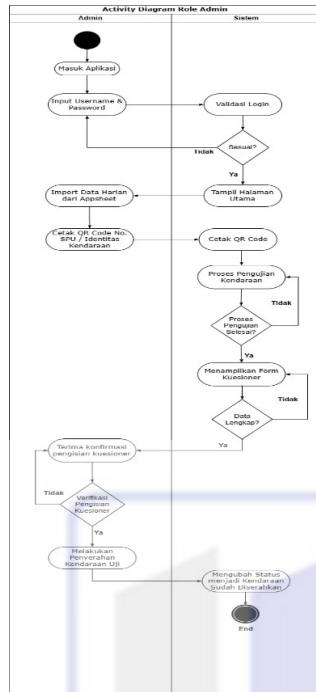 Activity Diagram Role Admin
Admin
Sistem
Masuk Aplikasi
Input Username &
Password
Validasi Login
Sesuai?
Tidak
Ya
Tampil Halaman
Utama
Import Data Harian
dari Appsheet
Cetak QR Code No.
SPU / Identitas
Kendaraan
Cetak QR Code
Proses Pengujian
Kendaraan
Tidak
Proses
Pengujian
Selesai?
Ya
Menampilkan Form
Kuesioner
Tidak
Data
Lengkap?
Ya
Terima konfirmasi
pengisian kuesioner
Tidak
Verifikasi
Pengisian
Kuesioner
Ya
Melakukan
Penyerahan
Kendaraan Uji
Mengubah Status
menjadi Kendaraan
Sudah Diserahkan
End